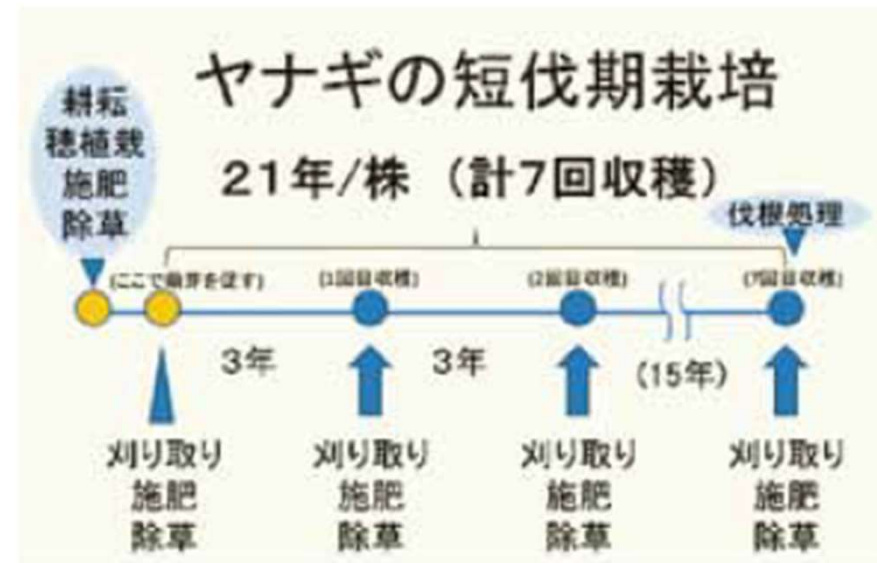 ヤナギの短伐期栽培
耕耘
穂植栽
施肥
除草
21年/株 (計7回収穫)
伐根処理
(ここで萌芽を促す)
(1回目収穫)
(2回目収穫)
(7回目収穫)
3年
3年
(15年)
刈り取り
施肥
除草
刈り取り
施肥
除草
刈り取り
施肥
除草
刈り取り
施肥
除草